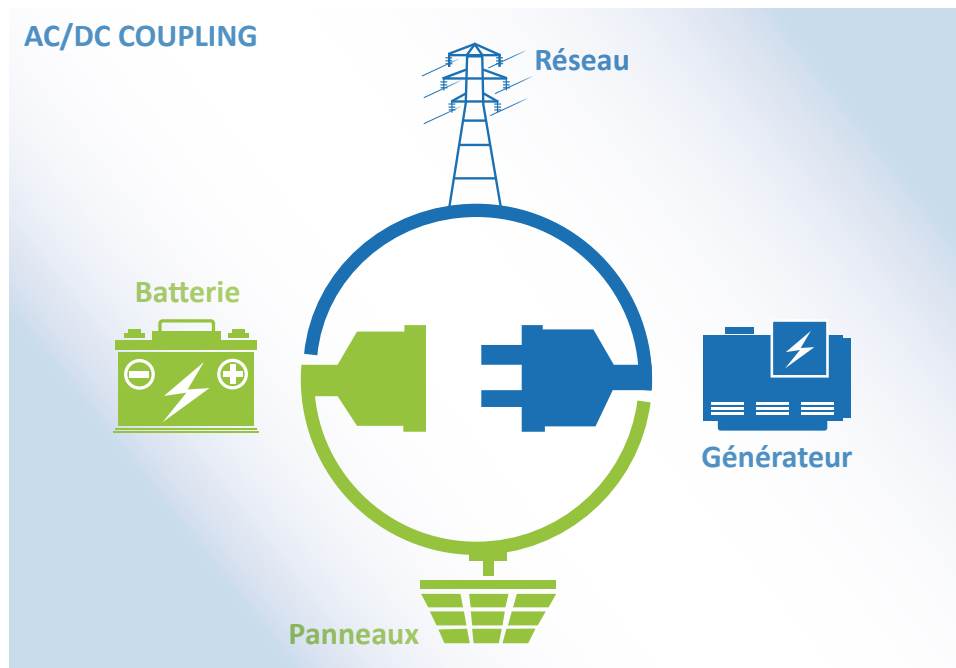 AC/DC COUPLING
Réseau
Batterie
Générateur
Panneaux